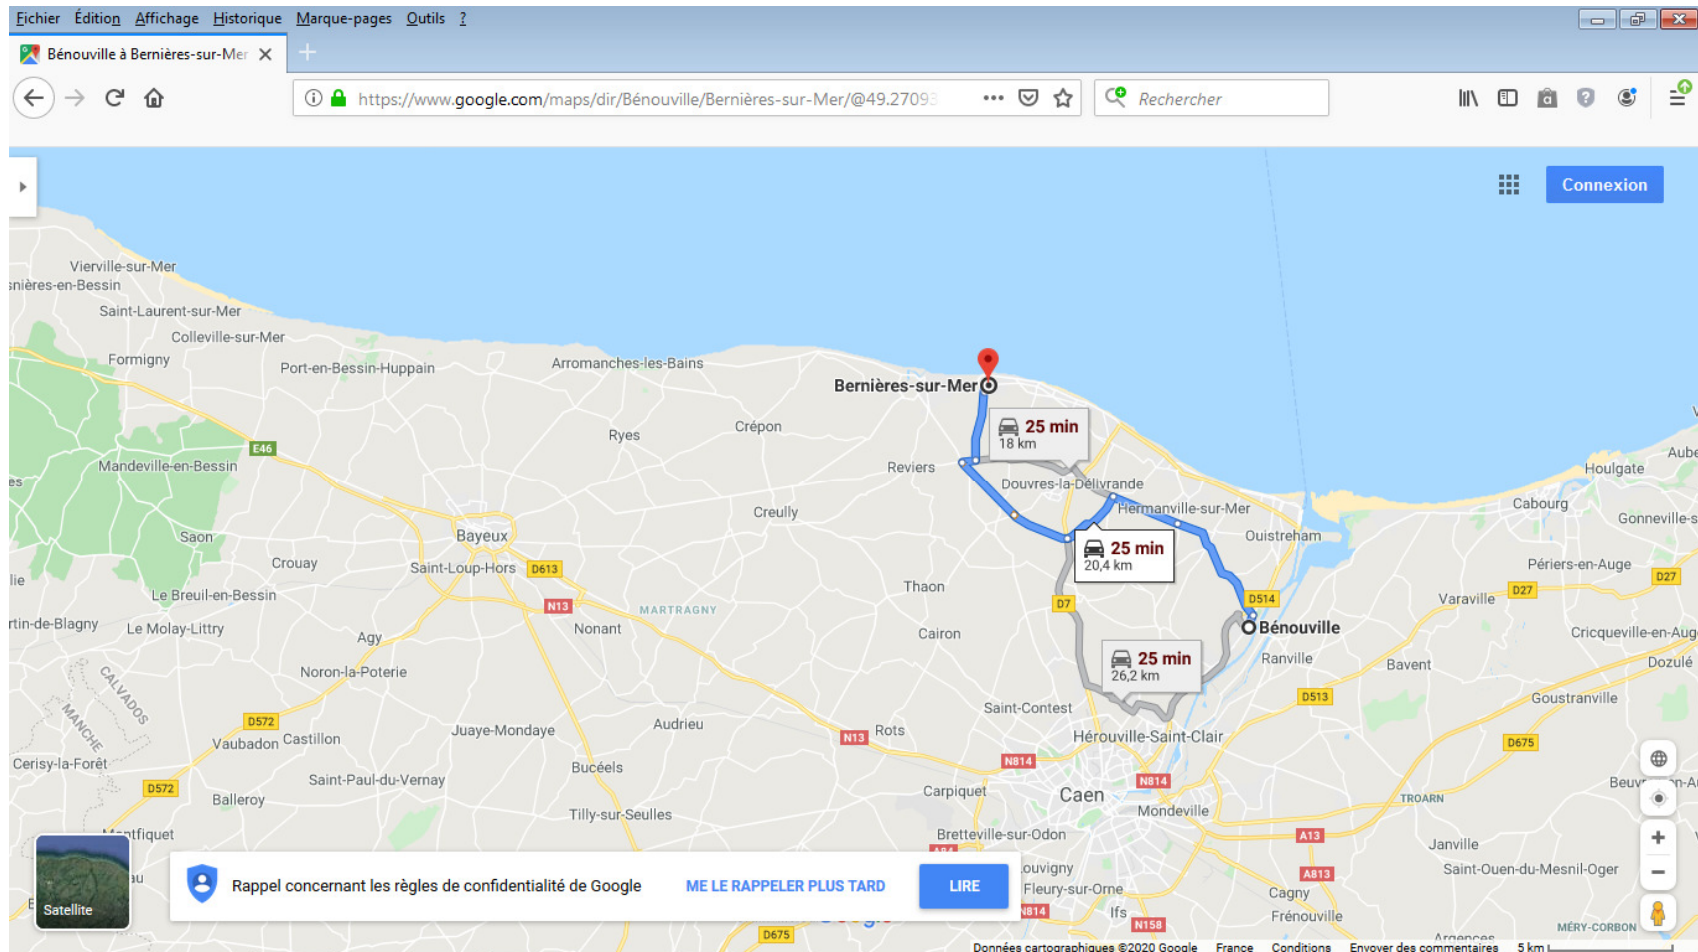 Fichier Édition Affichage Historique Marque-pages Outils ?
Bénouville à Bernières-sur-Mer
https://www.google.com/maps/dir/Bénouville/Bernières-sur-Mer/@49.27093
Rechercher
Connexion
Vierville-sur-Mer
Saint-Laurent-sur-Mer
Colleville-sur-Mer
Formigny
Port-en-Bessin-Huppain
Arromanches-les-Bains
Bernières-sur-Mer
25 min
18 km
Crépon
Ryes
E46
Mandeville-en-Bessin
Reviers
Houlgate
Douvres-la-Délivrande
Hermanville-sur-Mer
Cabourg
Creully
Saon
Bayeux
Ouistreham
25 min
20,4 km
Crouay
Saint-Loup-Hors
D613
Périers-en-Auge
D27
Le Breuil-en-Bessin
Thaon
D27
Varaville
N13
MARTRAGNY
D7
D514
Le Molay-Littry
Agy
Nonant
Cairon
Bénouville
Noron-la-Poterie
25 min
26,2 km
Ranville
Bavent
Dozulé
CALVADOS
MANCHE
D513
Goustranville
Saint-Contest
D572
Juaye-Mondaye
Audrieu
N13
Rots
Hérouville-Saint-Clair
Vaubadon
Castillon
D675
Cerisy-la-Forêt
Bucéels
N814
Saint-Paul-du-Vernay
N814
D572
Balleroy
Carpiquet
Caen
TROARN
Tilly-sur-Seulles
Mondeville
Bretteville-sur-Odon
A13
Janville
Rappel concernant les règles de confidentialité de Google
ME LE RAPPELER PLUS TARD
LIRE
A813
Saint-Ouen-du-Mesnil-Oger
Fleury-sur-Orne
Cagny
Satellite
Ifs
Frénouville
N158
MÉRY-CORBON
D675
Données cartographiques ©2020 Google France Conditions Envoyer des commentaires 5 km